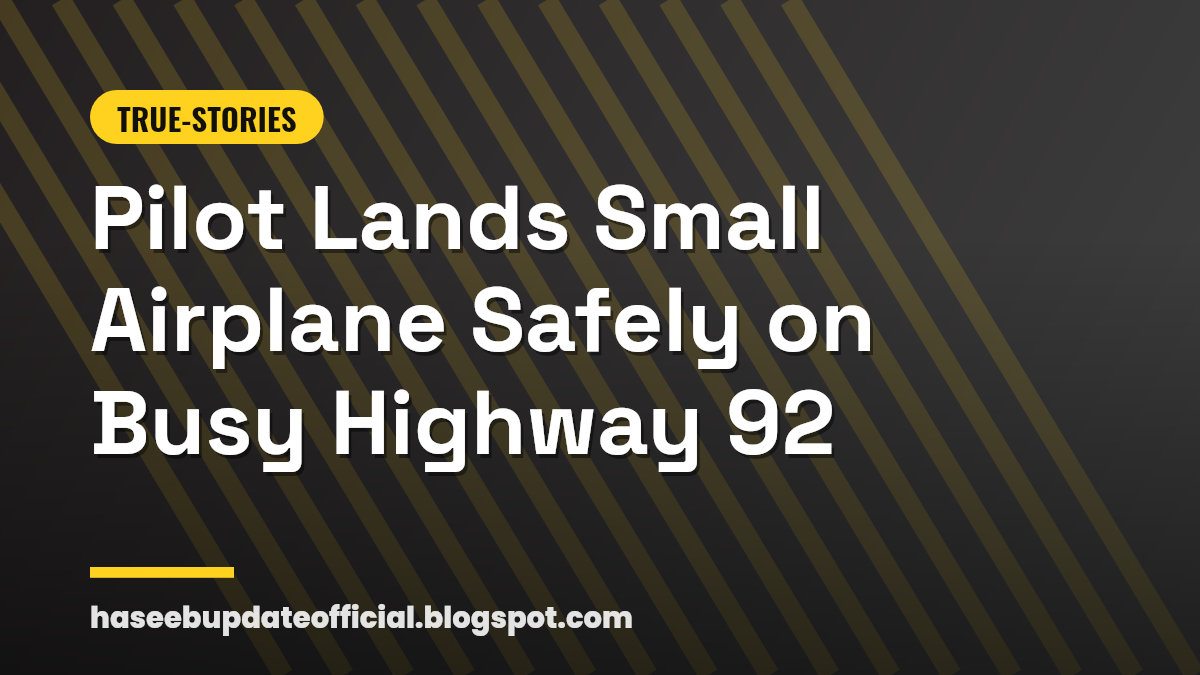 TRUE-STORIES
Pilot Lands Small
Airplane Safely on
Busy Highway 92
haseebupdateofficial.blogspot.com